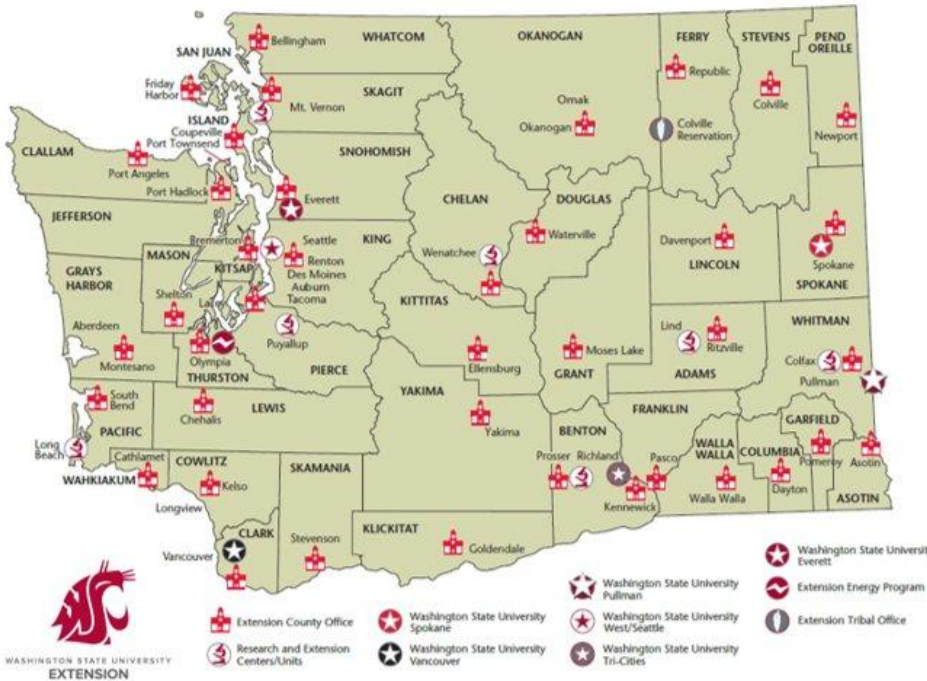 Bellingham
WHATCOM
OKANOGAN
FERRY
STEVENS
PEND
OREILLE
SAN JUAN
Friday
Harbor
Republic
SKAGIT
Mt. Vernon
Colville
Omak
Okanogan
Colville
Reservation
Newport
ISLAND
Coupeville
Port Townsend
SNOHOMISH
CLALLAM
Port Angeles
Port Hadlock
Everett
CHELAN
DOUGLAS
JEFFERSON
Waterville
Davenport
LINCOLN
Spokane
SPOKANE
Bremerton
Seattle
KING
Renton
Des Moines
Auburn
Tacoma
Wenatchee
MASON
KITSAP
GRAYS
HARBOR
Shelton
KITTITAS
WHITMAN
Aberdeen
Montesano
Olympia
THURSTON
Puyallup
PIERCE
Ellensburg
Moses Lake
GRANT
Lind
Ritzville
ADAMS
Colfax
Pullman
South
Bend
PACIFIC
Chehalis
LEWIS
YAKIMA
Yakima
BENTON
FRANKLIN
GARFIELD
Long
Beach
Cathlamet
WAHKIAKUM
COWLITZ
Kelso
Longview
SKAMANIA
Prosser
Richland
Pasco
Kennewick
WALLA
WALLA
Walla Walla
COLUMBIA
Dayton
Pomeroy
Asotin
ASOTIN
CLARK
Vancouver
Stevenson
KLICKITAT
Goldendale
WASHINGTON STATE UNIVERSITY
EXTENSION
Extension County Office
Research and Extension
Centers/Units
Washington State University
Spokane
Washington State University
Vancouver
Washington State University
Pullman
Washington State University
West/Seattle
Washington State University
Tri-Cities
Washington State Universit
Everett
Extension Energy Program
Extension Tribal Office